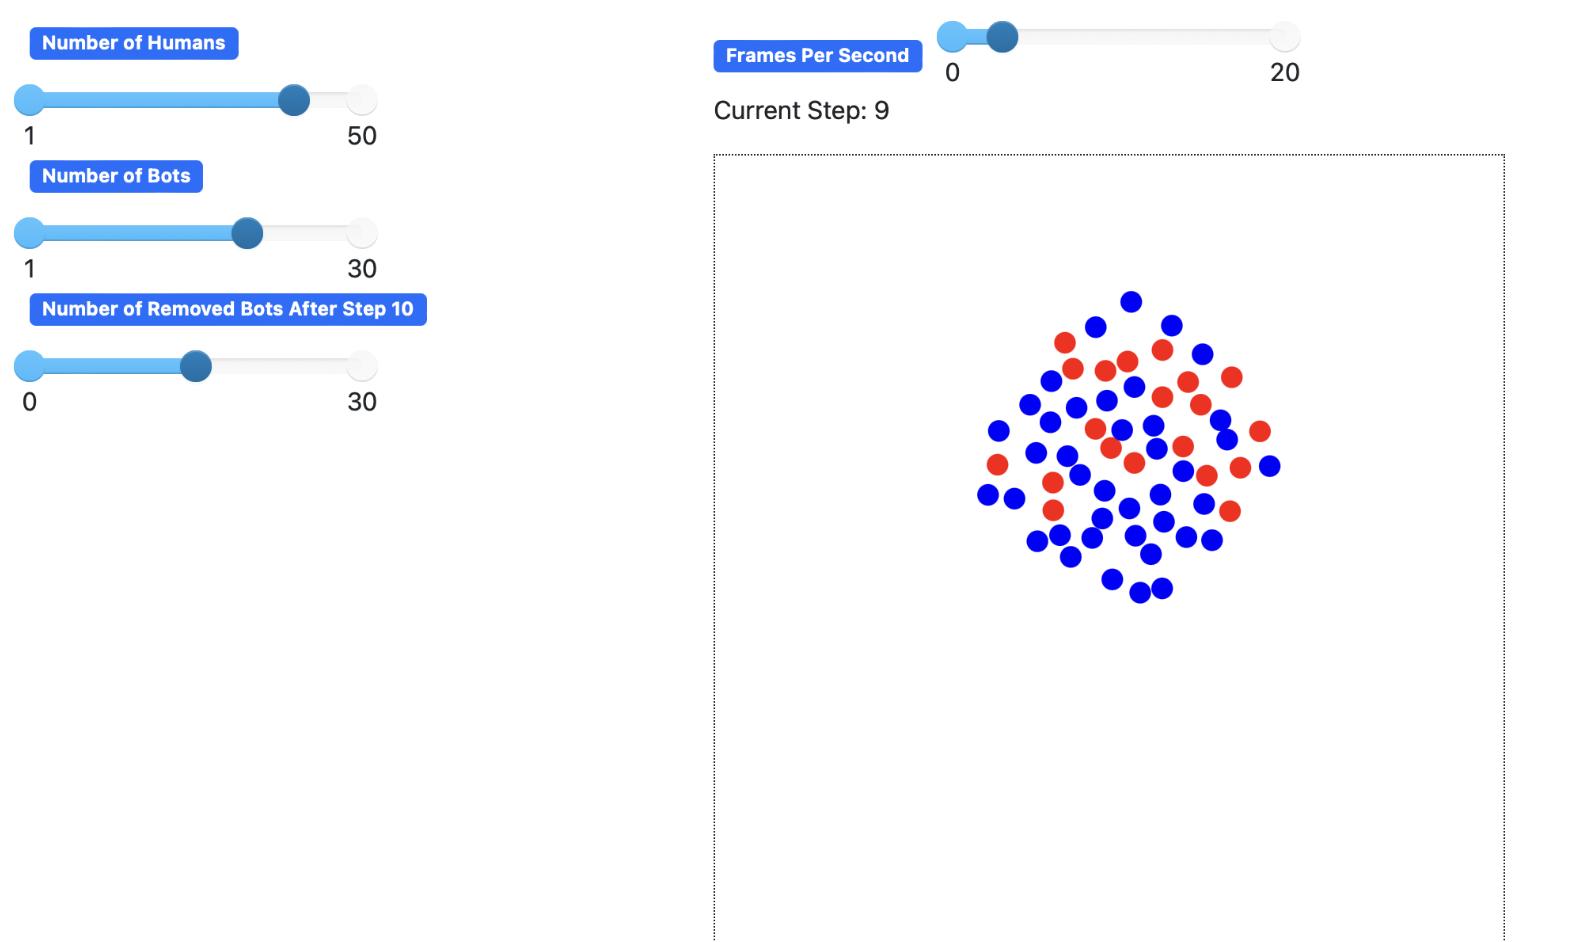 Number of Humans
1 50
Number of Bots
1 30
Number of Removed Bots After Step 10
0 30
Frames Per Second
0 20
Current Step: 9